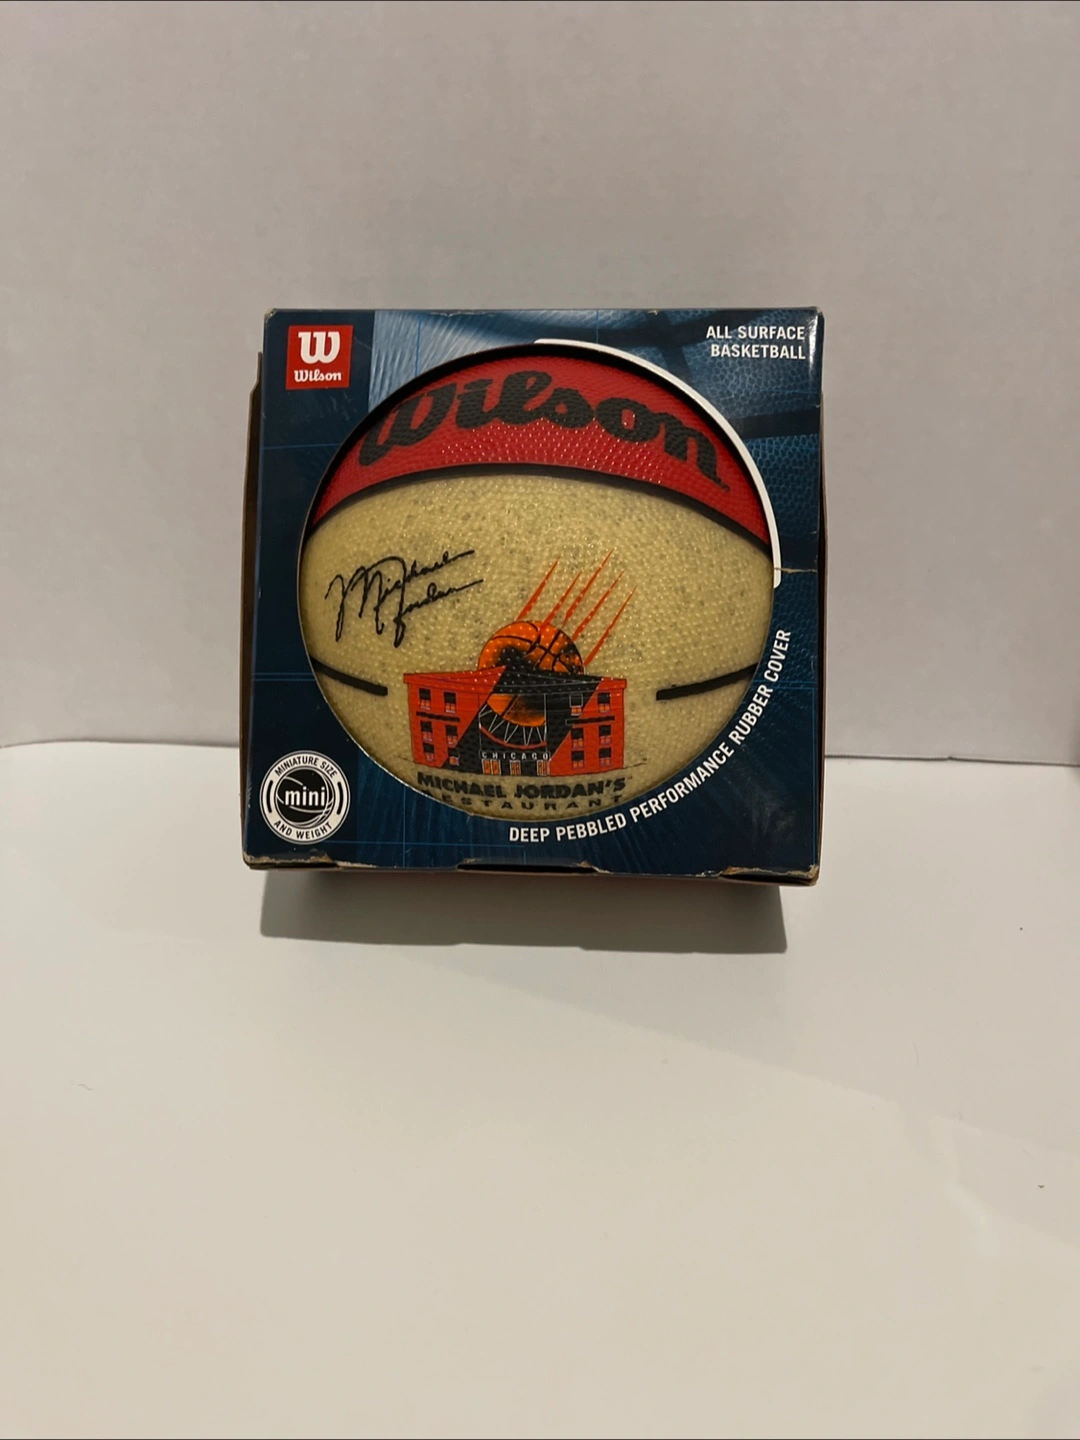 W
Wilson
ALL SURFACE
BASKETBALL
Wilson
Michael
Jordan
CHICAGO
MICHAEL JORDAN'S
ESTAURANT
MINIATURE SIZE
mini
AND WEIGHT
DEEP PEBBLED PERFORMANCE RUBBER COVER